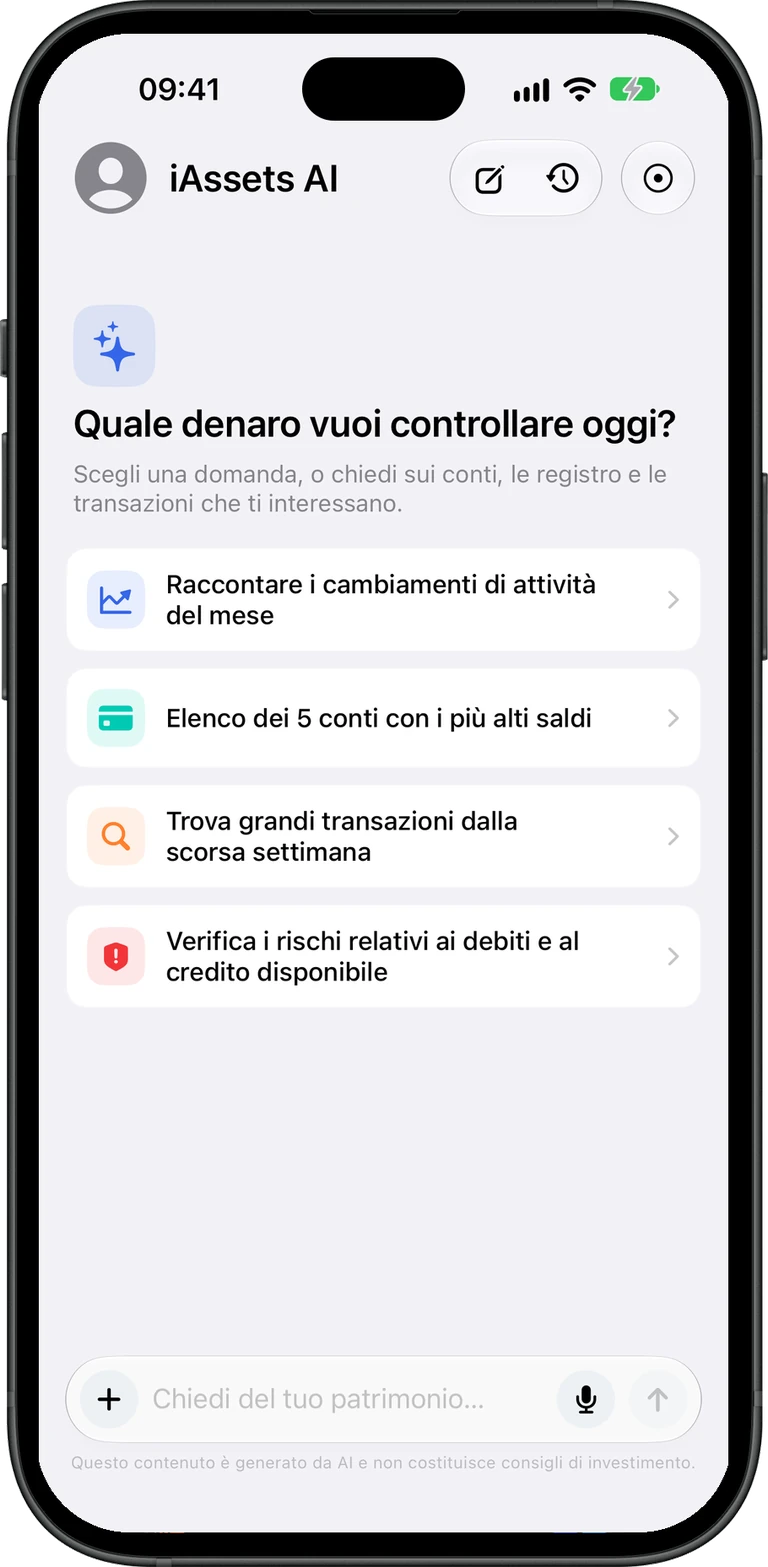 09:41
iAssets AI
Quale denaro vuoi controllare oggi?
Scegli una domanda, o chiedi sui conti, le registro e le
transazioni che ti interessano.
Raccontare i cambiamenti di attività
del mese
Elenco dei 5 conti con i più alti saldi
Trova grandi transazioni dalla
scorsa settimana
Verifica i rischi relativi ai debiti e al
credito disponibile
Chiedi del tuo patrimonio...
Questo contenuto è generato da AI e non costituisce consigli di investimento.